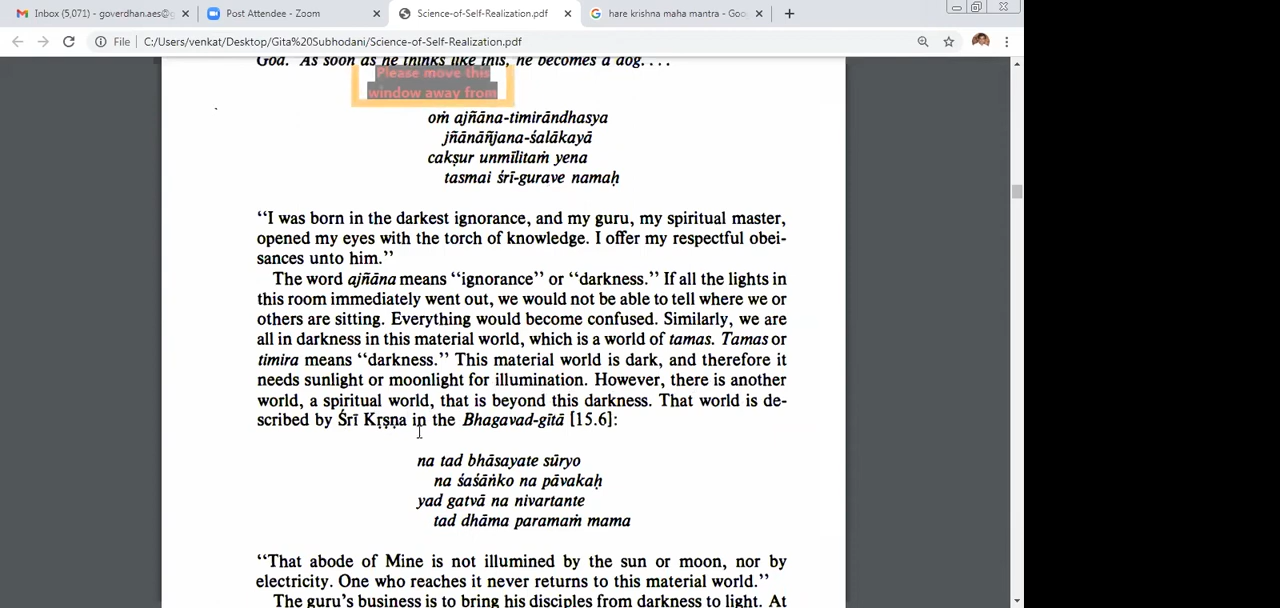 Inbox (5,071) - goverdhan.aes@g
Post Attendee - Zoom
Science-of-Self-Realization.pdf
hare krishna maha mantra - Goo
File | C:/Users/venkat/Desktop/Gita%20Subhodani/Science-of-Self-Realization.pdf
God. As soon as he thinks like this, he becomes a dog. . . .
Please move this
window away from
oṁ ajñāna-timirāndhasya
jñānāñjana-śalākayā
cakṣur unmīlitaṁ yena
tasmai śrī-gurave namaḥ
‘‘I was born in the darkest ignorance, and my guru, my spiritual master,
opened my eyes with the torch of knowledge. I offer my respectful obei-
sances unto him.’’
The word ajñāna means ‘‘ignorance’’ or ‘‘darkness.’’ If all the lights in
this room immediately went out, we would not be able to tell where we or
others are sitting. Everything would become confused. Similarly, we are
all in darkness in this material world, which is a world of tamas. Tamas or
timira means ‘‘darkness.’’ This material world is dark, and therefore it
needs sunlight or moonlight for illumination. However, there is another
world, a spiritual world, that is beyond this darkness. That world is de-
scribed by Śrī Kṛṣṇa in the Bhagavad-gītā [15.6]:
na tad bhāsayate sūryo
na śaśāṅko na pāvakaḥ
yad gatvā na nivartante
tad dhāma paramaṁ mama
‘‘That abode of Mine is not illumined by the sun or moon, nor by
electricity. One who reaches it never returns to this material world.’’
The guru’s business is to bring his disciples from darkness to light. At